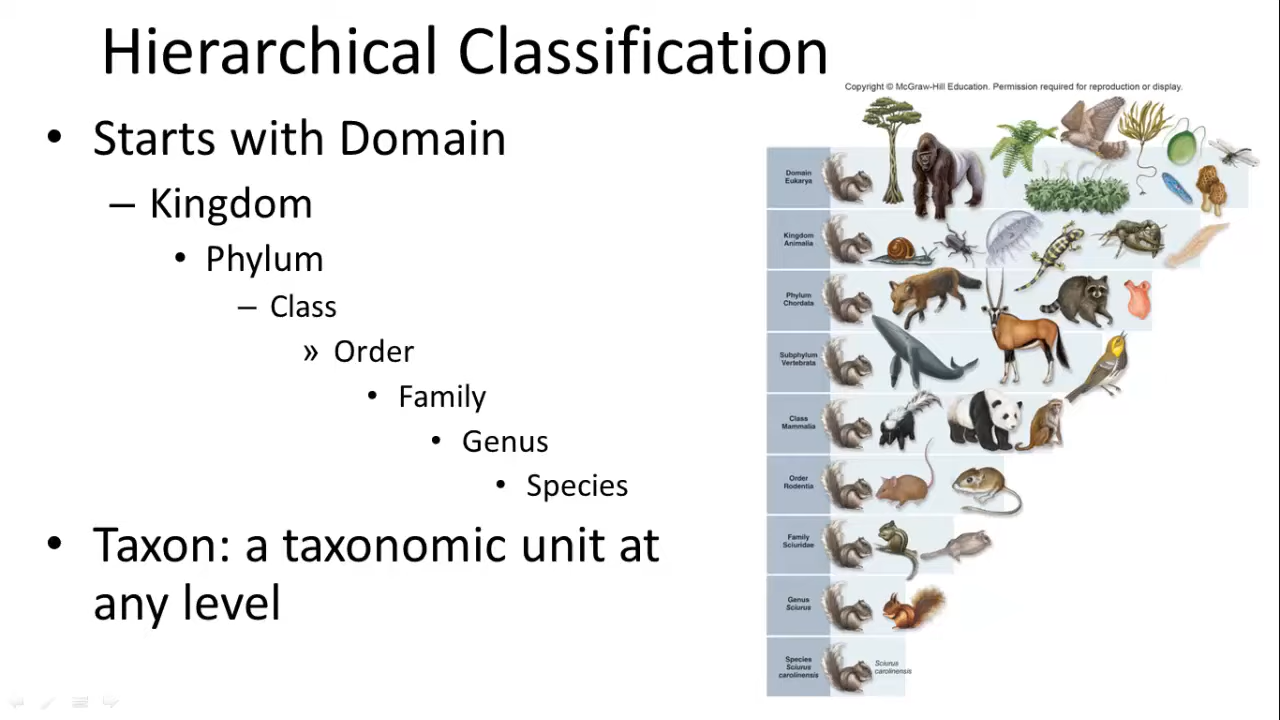 Hierarchical Classification
Copyright © McGraw-Hill Education. Permission required for reproduction or display.
• Starts with Domain
– Kingdom
• Phylum
– Class
» Order
• Family
• Genus
• Species
• Taxon: a taxonomic unit at
any level
Domain
Eukarya
Kingdom
Animalia
Phylum
Chordata
Subphylum
Vertebrata
Class
Mammalia
Order
Rodentia
Family
Sciuridae
Genus
Sciurus
Species
Sciurus
carolinensis
Sciurus
carolinensis